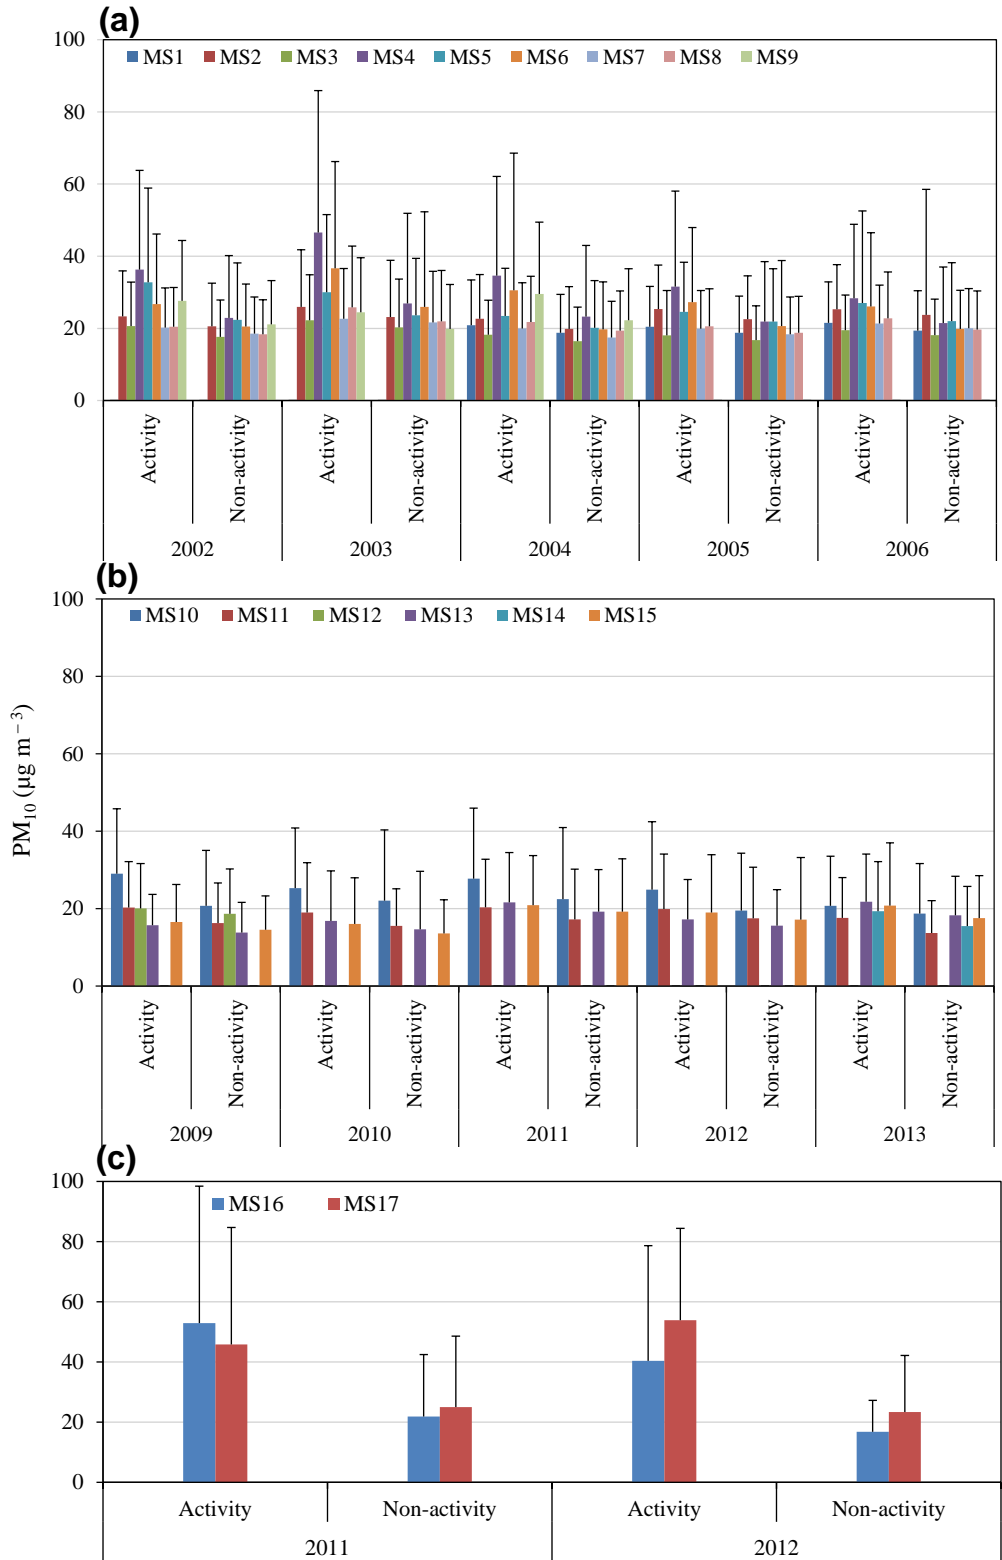 (a)
100
MS1 MS2 MS3 MS4 MS5 MS6 MS7 MS8 MS9
80
60
40
20
0
Activity Non-activity Activity Non-activity Activity Non-activity Activity Non-activity Activity Non-activity
2002 2003 2004 2005 2006
(b)
100
MS10 MS11 MS12 MS13 MS14 MS15
80
60
40
20
0
PM10 (µg m−3)
Activity Non-activity Activity Non-activity Activity Non-activity Activity Non-activity Activity Non-activity
2009 2010 2011 2012 2013
(c)
100
MS16 MS17
80
60
40
20
0
Activity Non-activity Activity Non-activity
2011 2012